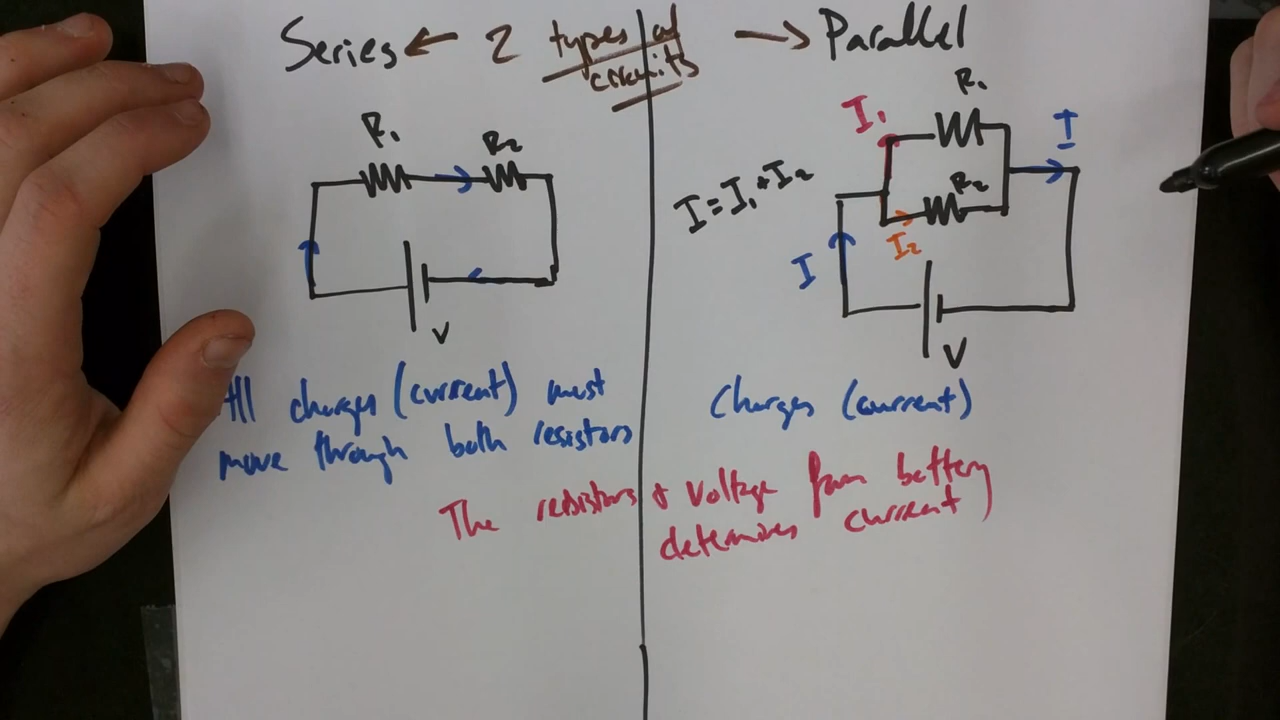 Series ← 2 types of circuits → Parallel
R₁
R₂
V
All charges (current) must
move through both resistors
R₁
I₁
I
I = I₁ + I₂
R₂
I₂
I
V
Charges (current)
The resistors & voltage from battery
determines current)